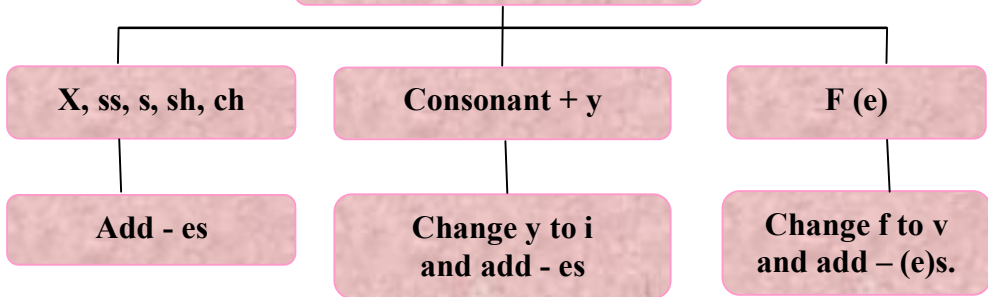 X, ss, s, sh, ch
Consonant + y
F (e)
Add - es
Change y to i
and add - es
Change f to v
and add – (e)s.